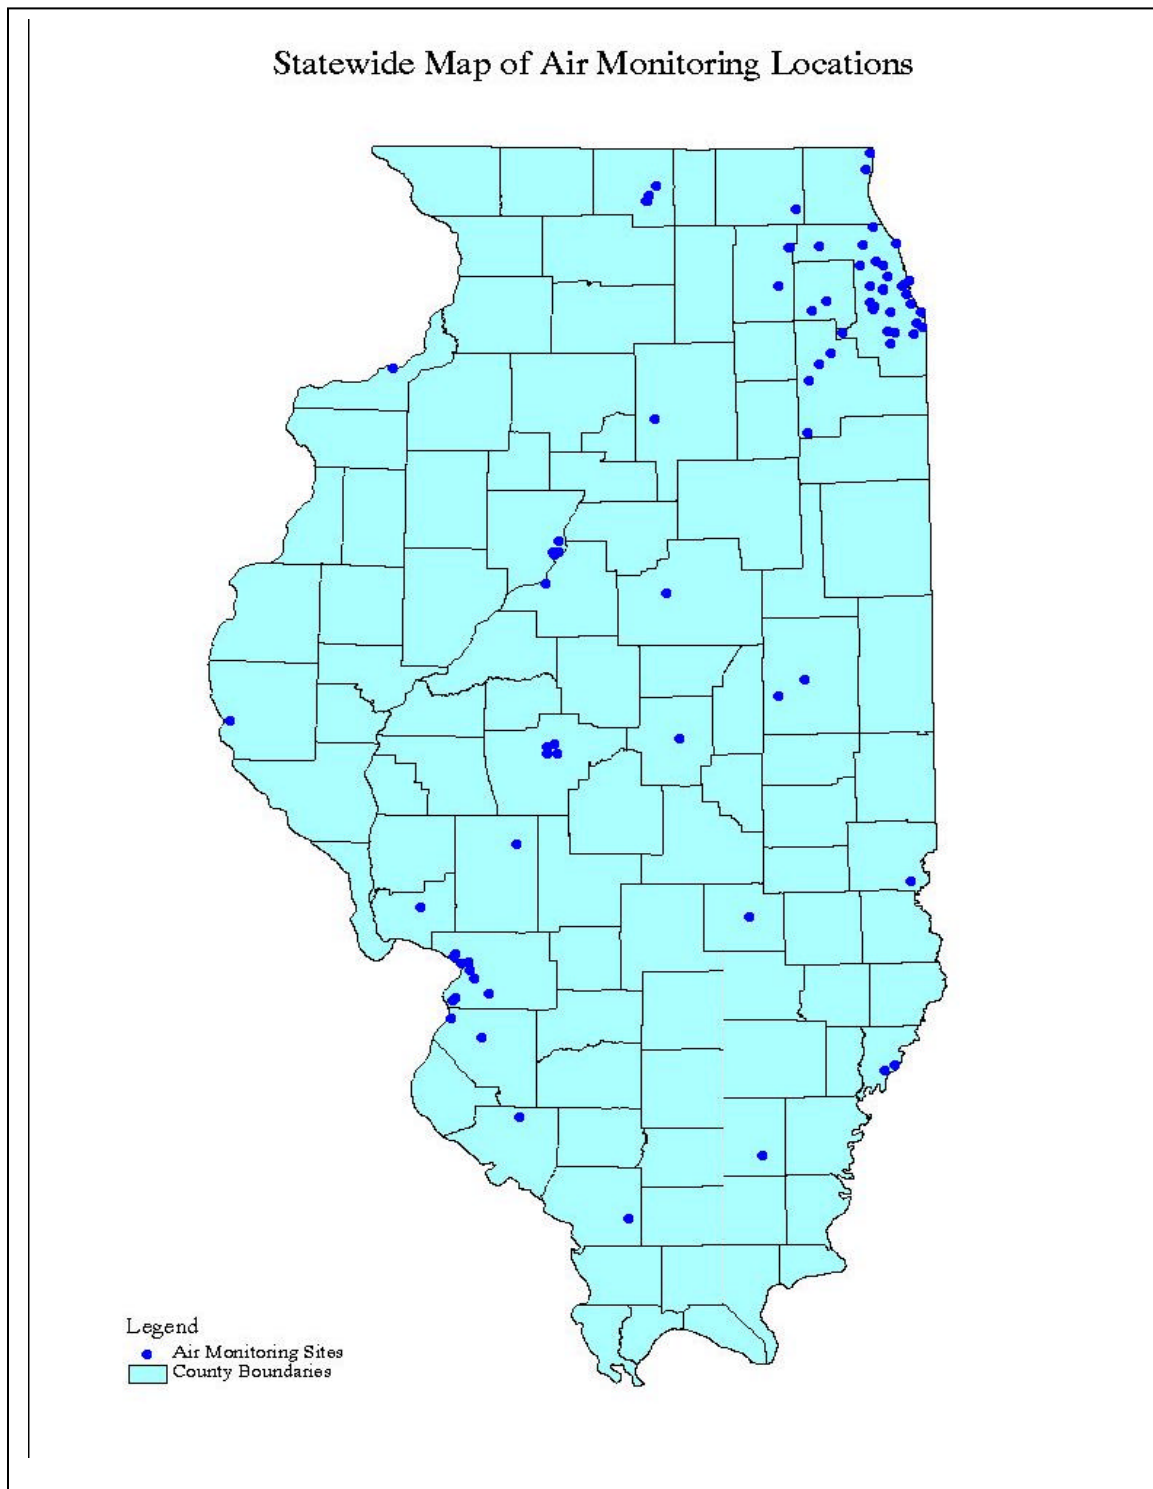 Statewide Map of Air Monitoring Locations
Legend
Air Monitoring Sites
County Boundaries